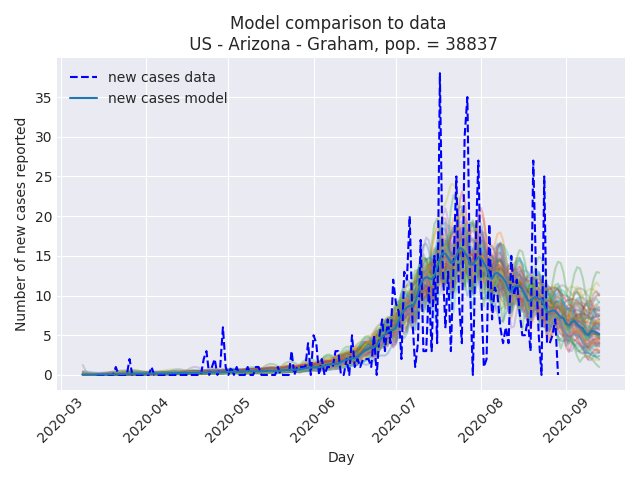 Model comparison to data
US - Arizona - Graham, pop. = 38837
new cases data
new cases model
Number of new cases reported
35
30
25
20
15
10
5
0
2020-03
2020-04
2020-05
2020-06
2020-07
2020-08
2020-09
Day